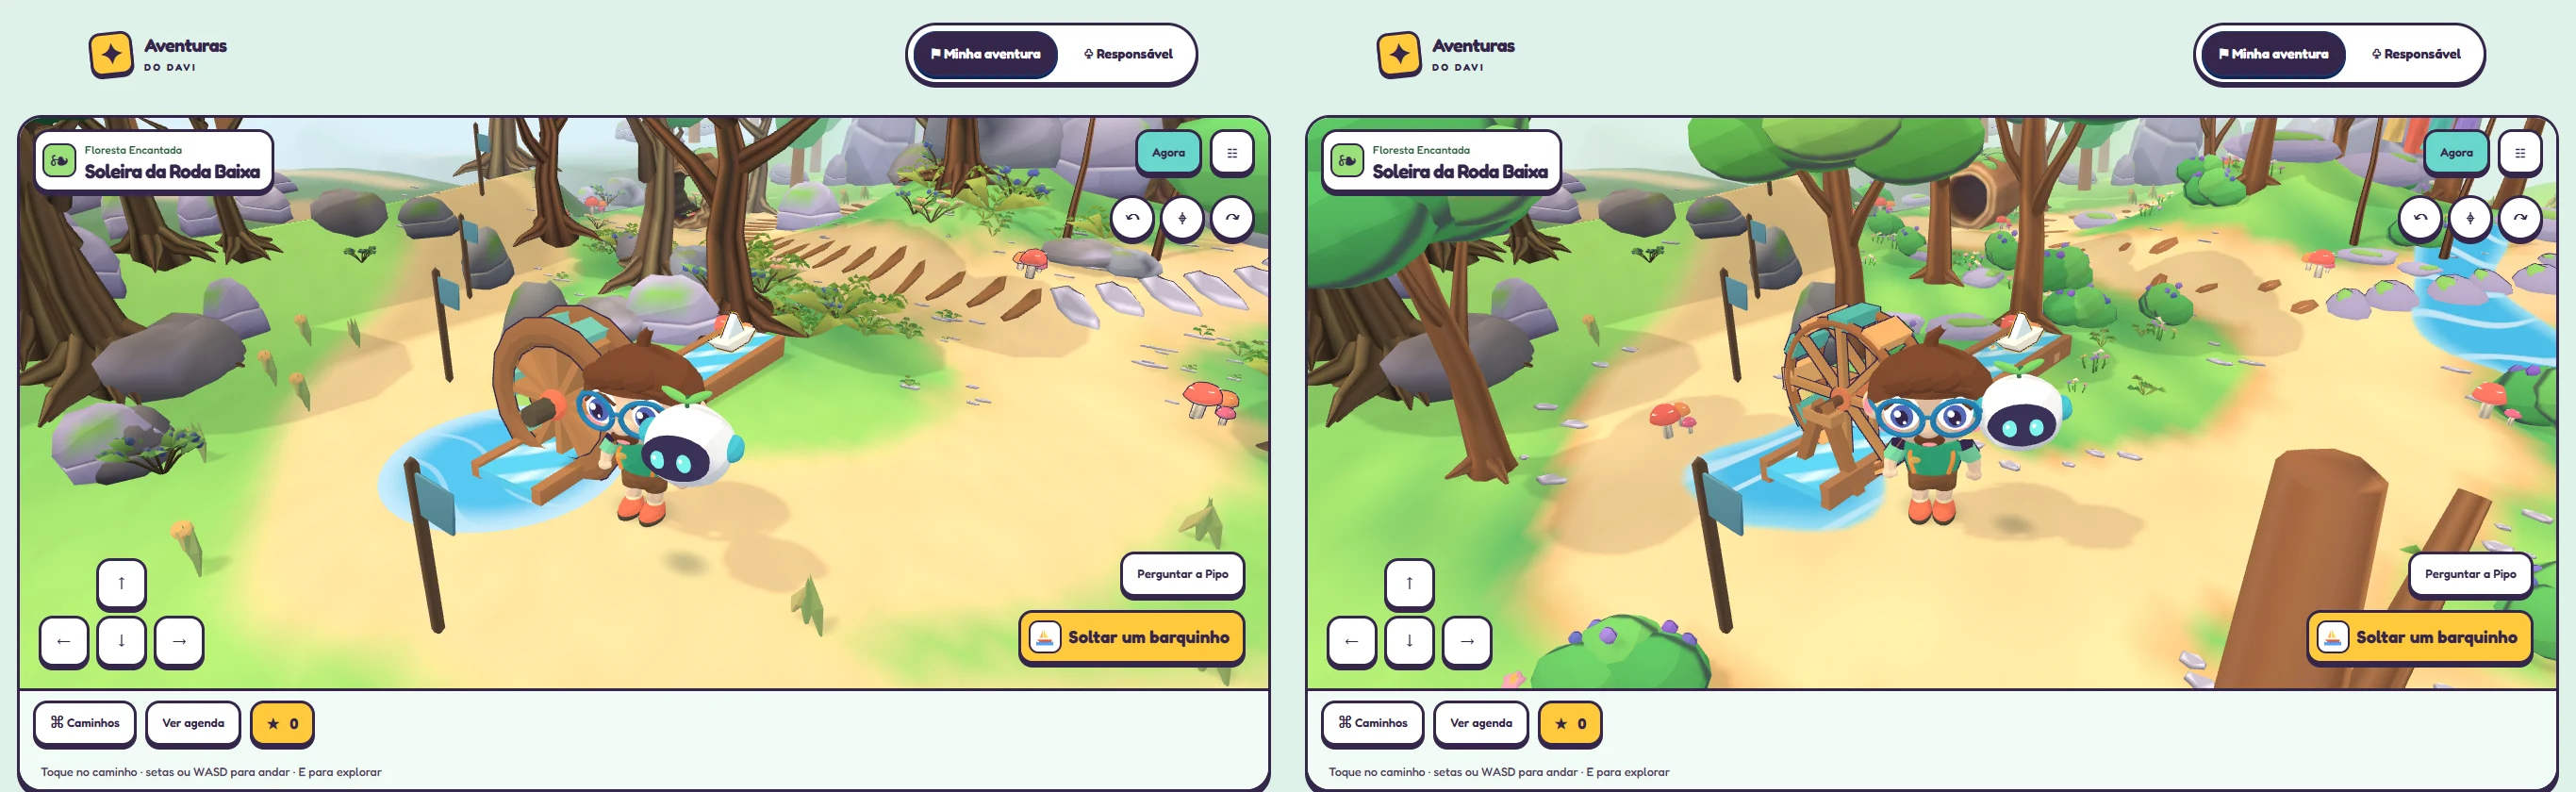 Aventuras
DO DAVI
Minha aventura
Responsável
Floresta Encantada
Soleira da Roda Baixa
Agora
Perguntar a Pipo
Soltar um barquinho
Caminhos
Ver agenda
★ 0
Toque no caminho · setas ou WASD para andar · E para explorar
Aventuras
DO DAVI
Minha aventura
Responsável
Floresta Encantada
Soleira da Roda Baixa
Agora
Perguntar a Pipo
Soltar um barquinho
Caminhos
Ver agenda
★ 0
Toque no caminho · setas ou WASD para andar · E para explorar